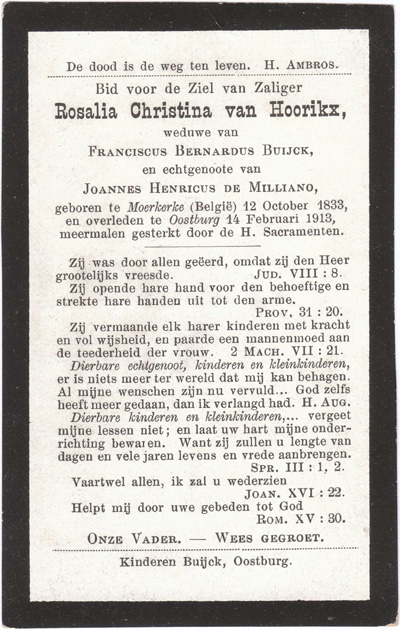 De dood is de weg ten leven. H. Ambros.
Bid voor de Ziel van Zaliger
Rosalia Christina van Hoorikx,
weduwe van
Franciscus Bernardus Buijck,
en echtgenoote van
Joannes Henricus de Milliano,
geboren te Moerkerke (België) 12 October 1833,
en overleden te Oostburg 14 Februari 1913,
meermalen gesterkt door de H. Sacramenten.
Zij was door allen geëerd, omdat zij den Heer
grootelijks vreesde. Jud. VIII : 8.
Zij opende hare hand voor den behoeftige en
strekte hare handen uit tot den arme.
Prov. 31 : 20.
Zij vermaande elk harer kinderen met kracht
en vol wijsheid, en paarde een mannenmoed aan
de teederheid der vrouw. 2 Mach. VII : 21.
Dierbare echtgenoot, kinderen en kleinkinderen,
er is niets meer ter wereld dat mij kan behagen.
Al mijne wenschen zijn nu vervuld... God zelfs
heeft meer gedaan, dan ik verlangd had. H. Aug.
Dierbare kinderen en kleinkinderen,... vergeet
mijne lessen niet; en laat uw hart mijne onder-
richting bewaren. Want zij zullen u lengte van
dagen en vele jaren levens en vrede aanbrengen.
Spr. III : 1, 2.
Vaartwel allen, ik zal u wederzien
Joan. XVI : 22.
Helpt mij door uwe gebeden tot God
Rom. XV : 30.
Onze Vader. — Wees gegroet.
Kinderen Buijck, Oostburg.